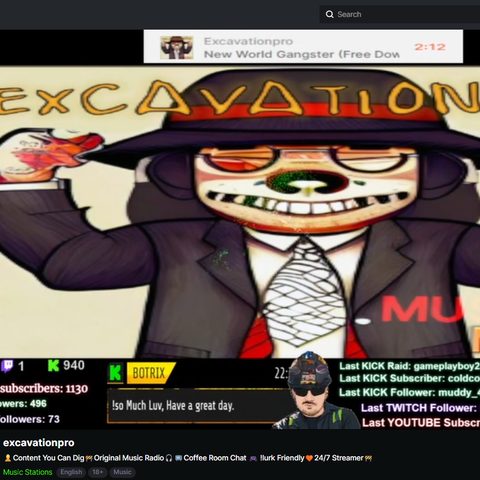 Search
Excavationpro
New World Gangster (Free Dow
2:12
EXCAVATION
MU
1
940
subscribers: 1130
owers: 496
ollowers: 73
BOTRIX
22:
!so Much Luv, Have a great day.
Last KICK Raid: gameplayboy2
Last KICK Subscriber: coldco
Last KICK Follower: muddy_4
Last TWITCH Follower:
Last YOUTUBE Subscr
excavationpro
Content You Can Dig Original Music Radio Coffee Room Chat !lurk Friendly 24/7 Streamer
Music Stations
English
18+
Music